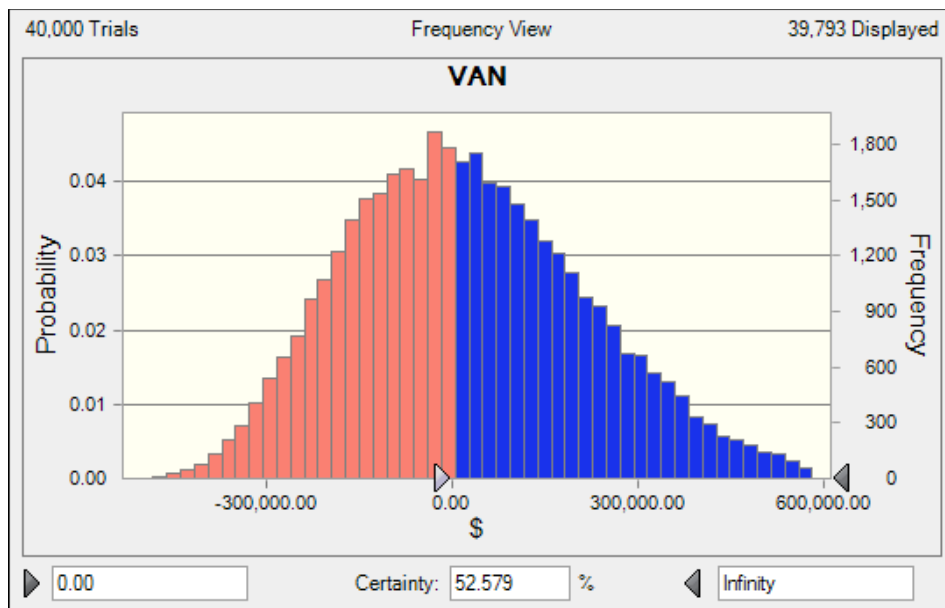 40,000 Trials Frequency View 39,793 Displayed
VAN
Probability
0.04
0.03
0.02
0.01
0.00
1,800
1,500
1,200
900
600
300
0
Frequency
-300,000.00 0.00 300,000.00 600,000.00
$
0.00 Certainty: 52.579 % Infinity